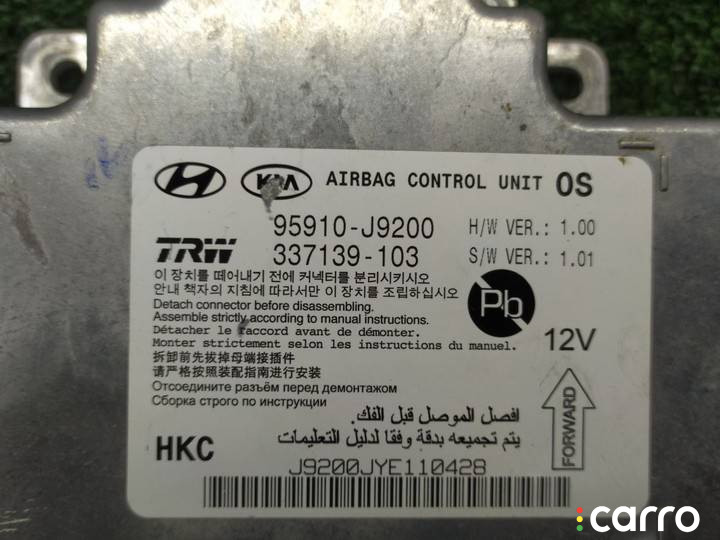 KIA AIRBAG CONTROL UNIT OS
95910-J9200 H/W VER.: 1.00
TRW 337139-103 S/W VER.: 1.01
이 장치를 떼어내기 전에 커넥터를 분리시키시오
안내 책자의 지침에 따라서만 이 장치를 조립하십시오
Detach connector before disassembling.
Assemble strictly according to manual instructions.
Détacher le raccord avant de démonter.
Monter strictement selon les instructions du manuel.
Pb
12V
拆卸前先拔掉母端接插件
请严格按照装配指南进行安装
Отсоедините разъём перед демонтажом
Сборка строго по инструкции
FORWARD
افصل الموصل قبل الفك.
يتم تجميعه بدقة وفقا لدليل التعليمات
HKC
J9200JYE110428
carro